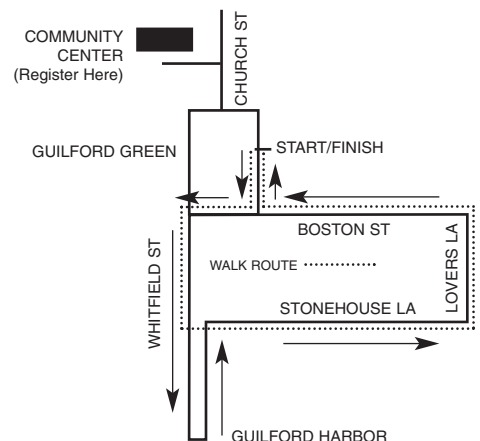 COMMUNITY
CENTER
(Register Here)
CHURCH ST
GUILFORD GREEN
START/FINISH
BOSTON ST
WALK ROUTE
LOVERS LA
WHITFIELD ST
STONEHOUSE LA
GUILFORD HARBOR